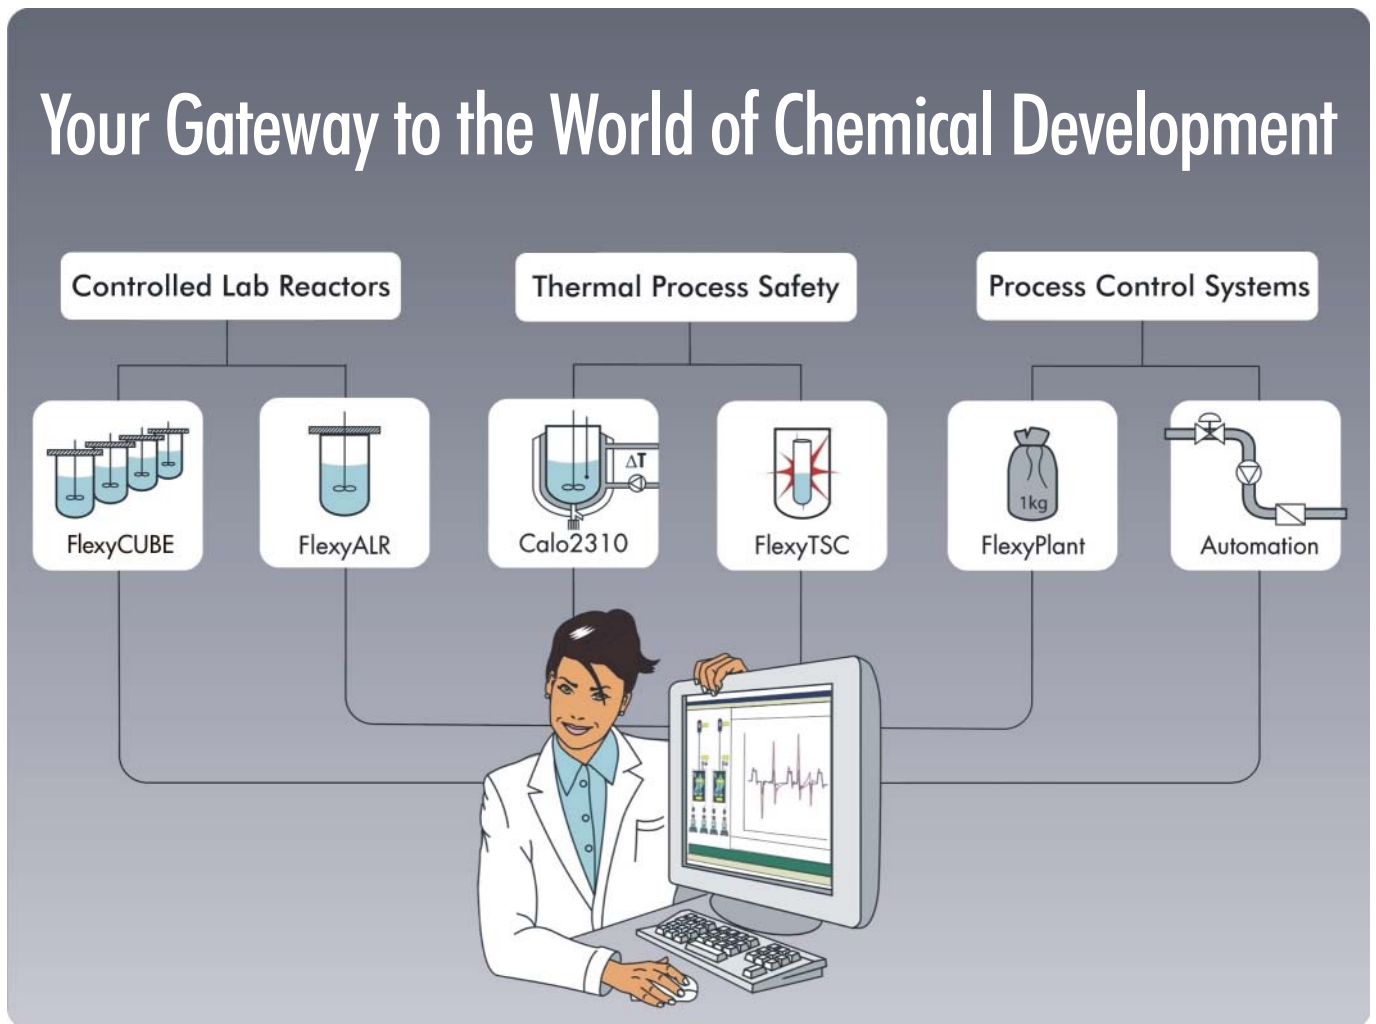 Your Gateway to the World of Chemical Development
Controlled Lab Reactors
Thermal Process Safety
Process Control Systems
ΔT
1kg
FlexyCUBE
FlexyALR
Calo2310
FlexyTSC
FlexyPlant
Automation